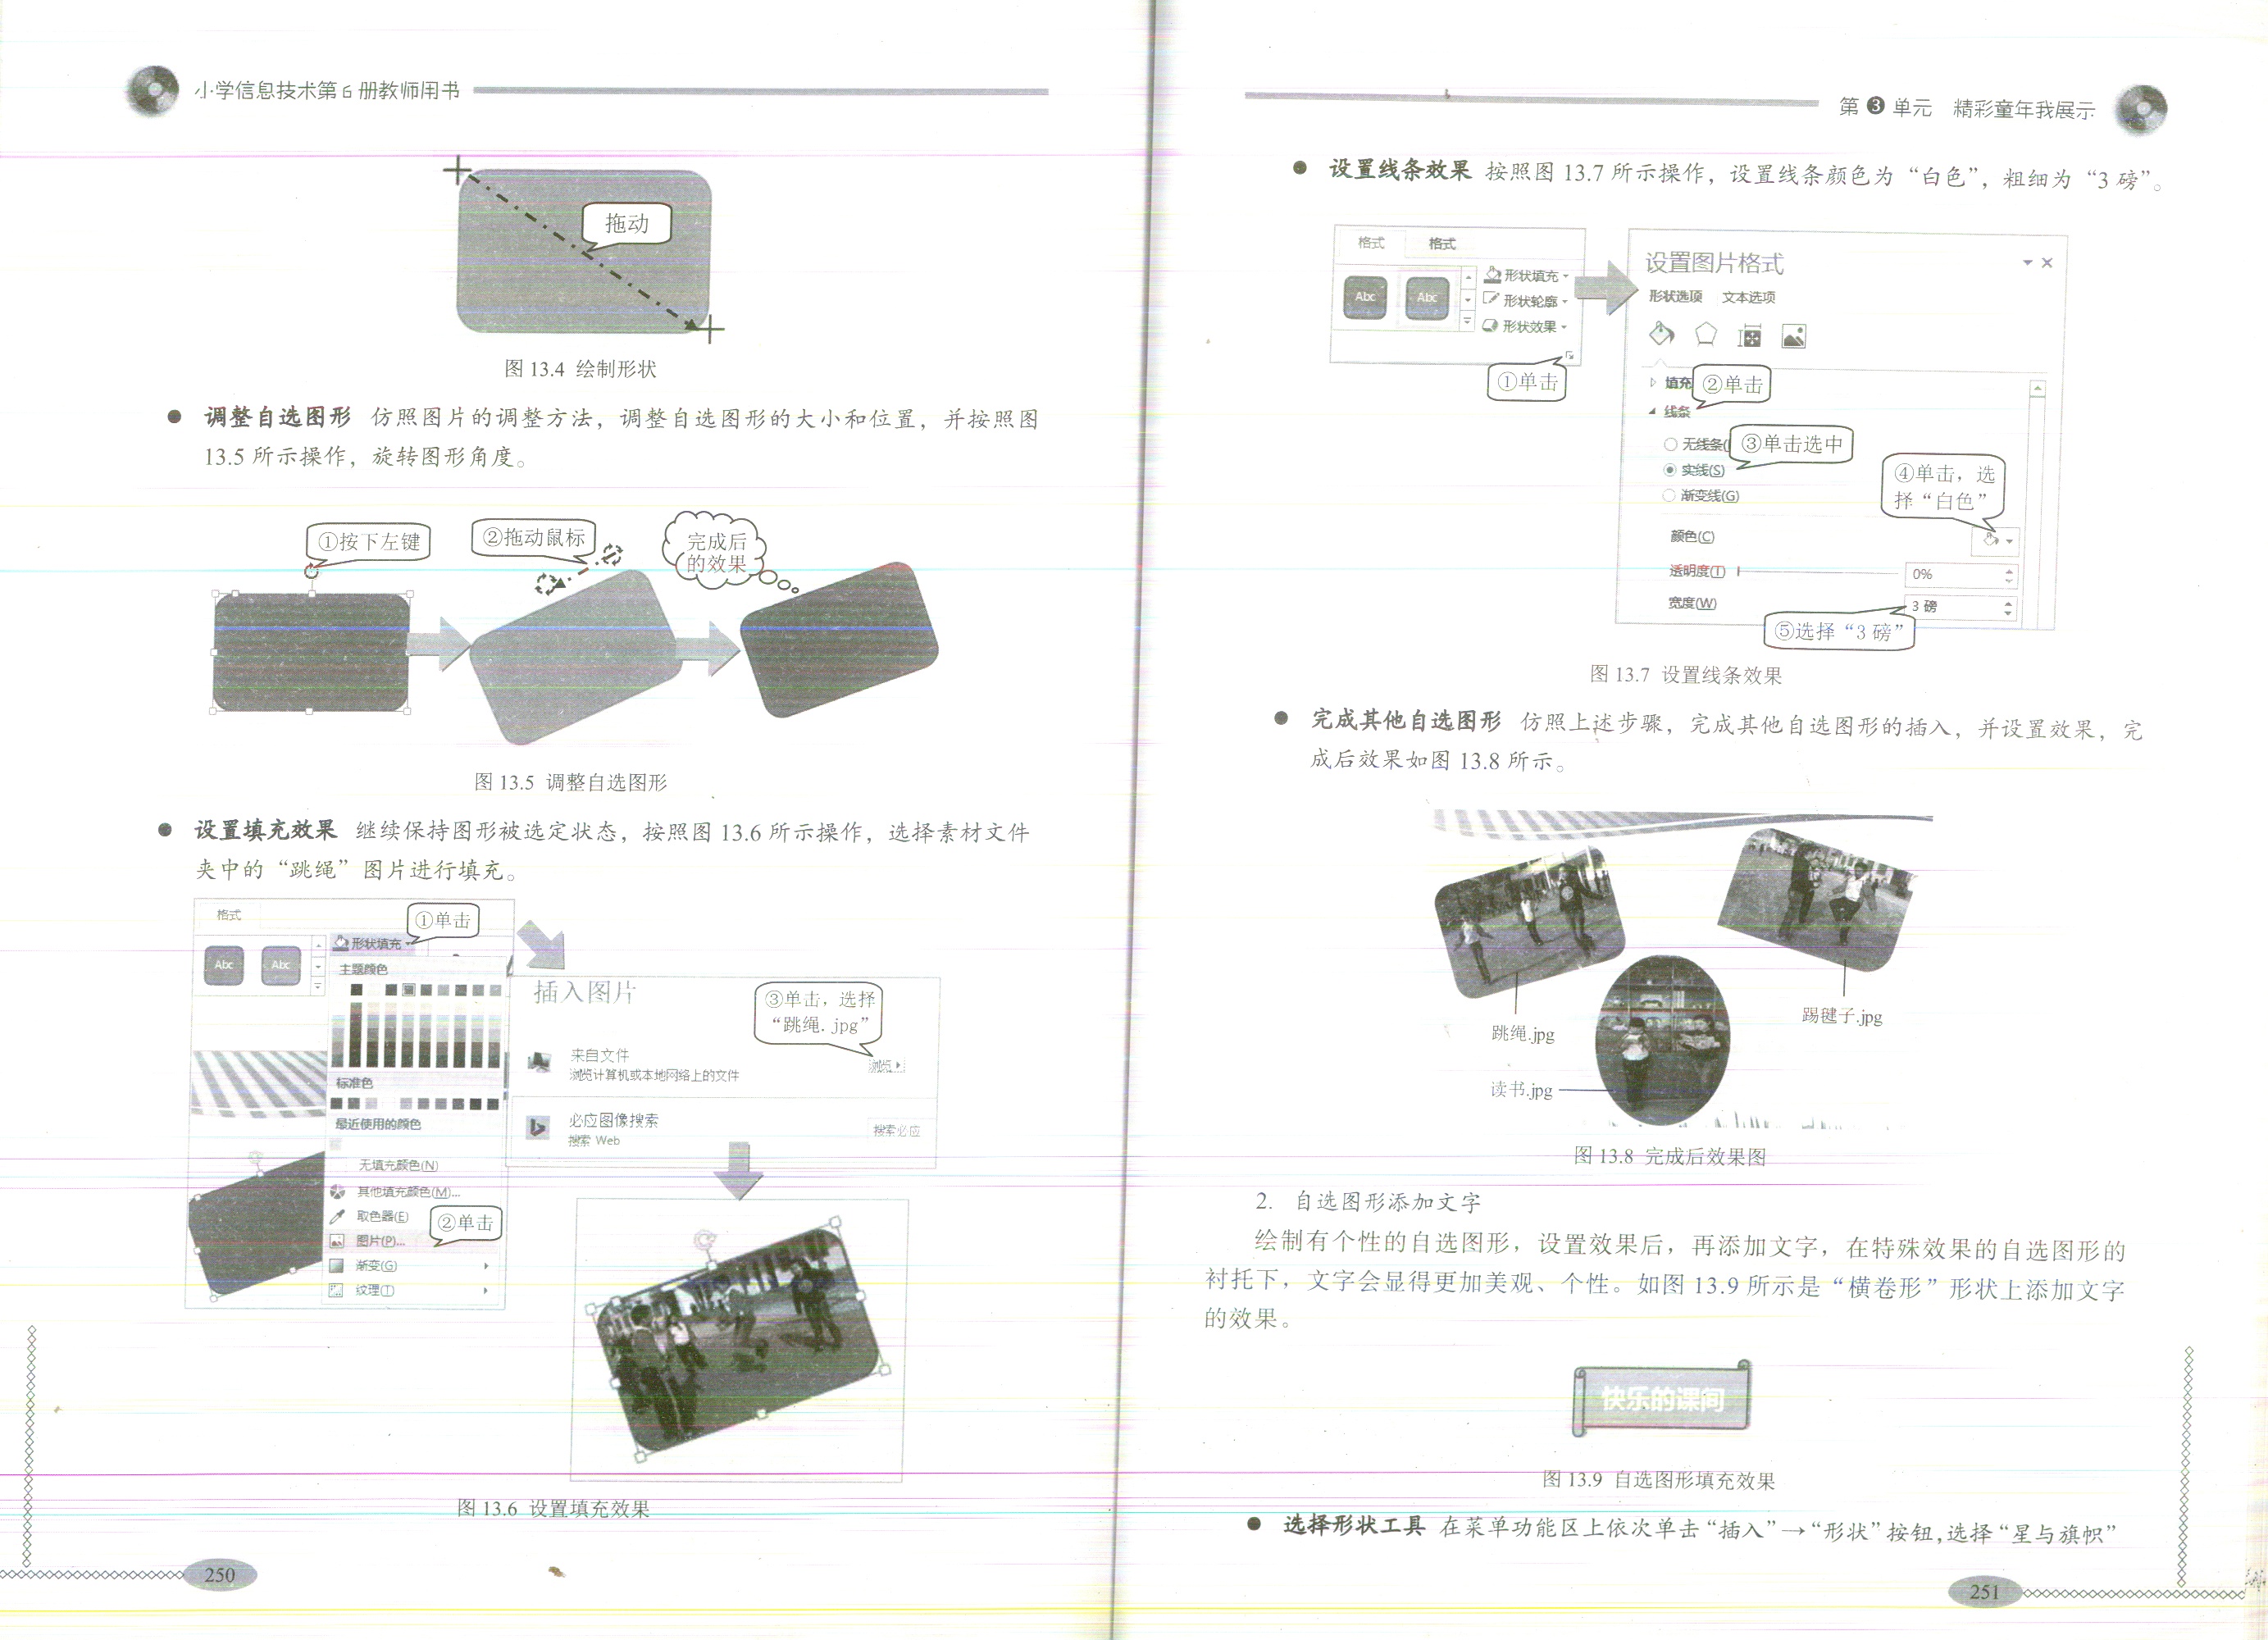 小学信息技术第 6 册教师用书
拖动
图 13.4 绘制形状
● 调整自选图形 仿照图片的调整方法，调整自选图形的大小和位置，并按照图
13.5 所示操作，旋转图形角度。
①按下左键
②拖动鼠标
完成后
的效果
图 13.5 调整自选图形
● 设置填充效果 继续保持图形被选定状态，按照图 13.6 所示操作，选择素材文件
夹中的“跳绳”图片进行填充。
格式
①单击
Abc Abc
形状填充
主题颜色
标准色
最近使用的颜色
无填充颜色(N)
其他填充颜色(M)...
取色器(E)
②单击
图片(P)...
渐变(G)
纹理(T)
插入图片
③单击，选择
“跳绳. jpg”
来自文件
浏览计算机或本地网络上的文件
浏览
必应图像搜索
搜索 Web
搜索必应
图 13.6 设置填充效果
250
第 3 单元 精彩童年我展示
● 设置线条效果 按照图 13.7 所示操作，设置线条颜色为“白色”，粗细为“3 磅”。
格式 格式
Abc Abc
形状填充
形状轮廓
形状效果
①单击
设置图片格式
形状选项 文本选项
填充
②单击
线条
无线条(
③单击选中
实线(S)
渐变线(G)
④单击，选
择“白色”
颜色(C)
透明度(T) 0%
宽度(W) 3 磅
⑤选择“3 磅”
图 13.7 设置线条效果
● 完成其他自选图形 仿照上述步骤，完成其他自选图形的插入，并设置效果，完
成后效果如图 13.8 所示。
跳绳.jpg
踢毽子.jpg
读书.jpg
图 13.8 完成后效果图
2. 自选图形添加文字
绘制有个性的自选图形，设置效果后，再添加文字，在特殊效果的自选图形的
衬托下，文字会显得更加美观、个性。如图 13.9 所示是“横卷形”形状上添加文字
的效果。
快乐的课间
图 13.9 自选图形填充效果
● 选择形状工具 在菜单功能区上依次单击“插入”→“形状”按钮,选择“星与旗帜”
251